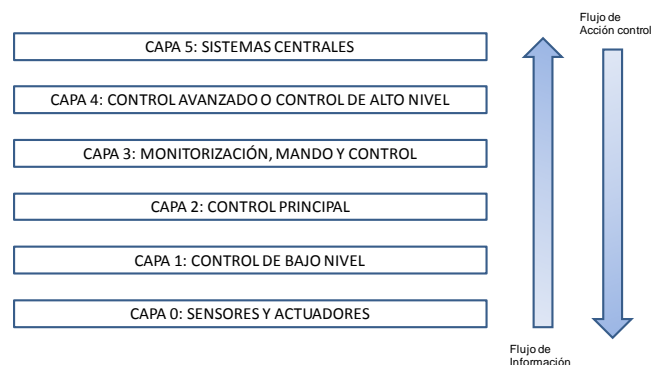 Flujo de
Acción control
CAPA 5: SISTEMAS CENTRALES
CAPA 4: CONTROL AVANZADO O CONTROL DE ALTO NIVEL
CAPA 3: MONITORIZACIÓN, MANDO Y CONTROL
CAPA 2: CONTROL PRINCIPAL
CAPA 1: CONTROL DE BAJO NIVEL
CAPA 0: SENSORES Y ACTUADORES
Flujo de
Información